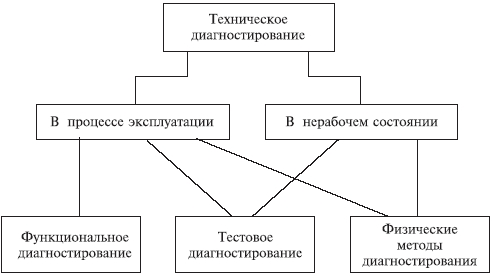 Техническое
диагностирование
В процессе эксплуатации
В нерабочем состоянии
Функциональное
диагностирование
Тестовое
диагностирование
Физические
методы
диагностирования